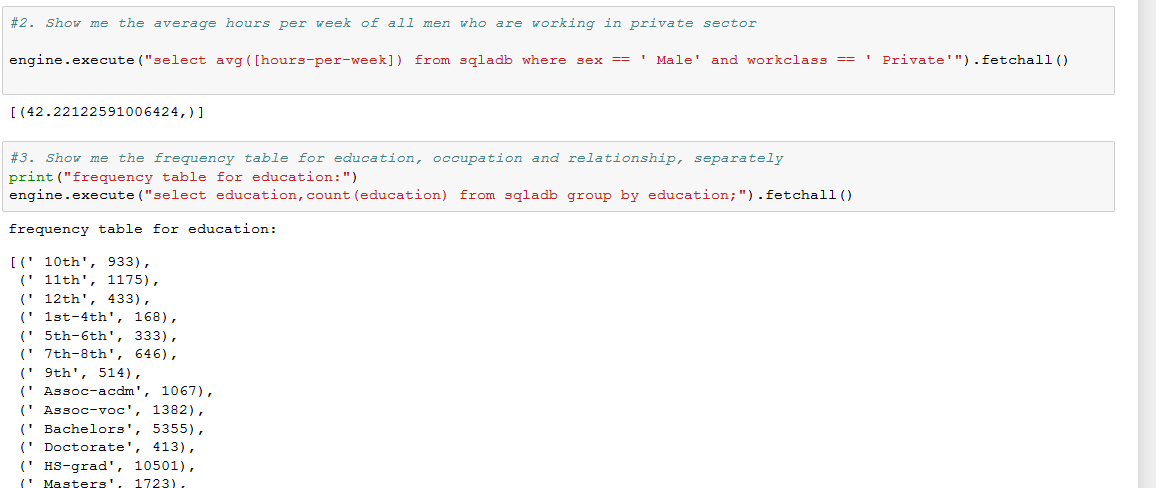 #2. Show me the average hours per week of all men who are working in private sector
engine.execute("select avg([hours-per-week]) from sqladb where sex == ' Male' and workclass == ' Private'").fetchall()
[(42.22122591006424,)]
#3. Show me the frequency table for education, occupation and relationship, separately
print("frequency table for education:")
engine.execute("select education,count(education) from sqladb group by education;").fetchall()
frequency table for education:
[(' 10th', 933),
(' 11th', 1175),
(' 12th', 433),
(' 1st-4th', 168),
(' 5th-6th', 333),
(' 7th-8th', 646),
(' 9th', 514),
(' Assoc-acdm', 1067),
(' Assoc-voc', 1382),
(' Bachelors', 5355),
(' Doctorate', 413),
(' HS-grad', 10501),
(' Masters', 1723),